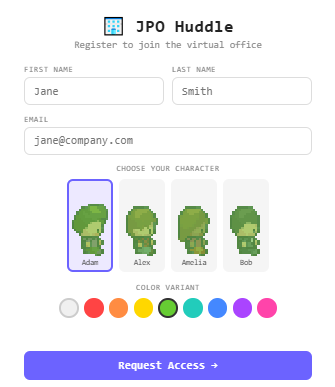 JPO Huddle
Register to join the virtual office
FIRST NAME
LAST NAME
Jane
Smith
EMAIL
jane@company.com
CHOOSE YOUR CHARACTER
Adam
Alex
Amelia
Bob
COLOR VARIANT
Request Access →